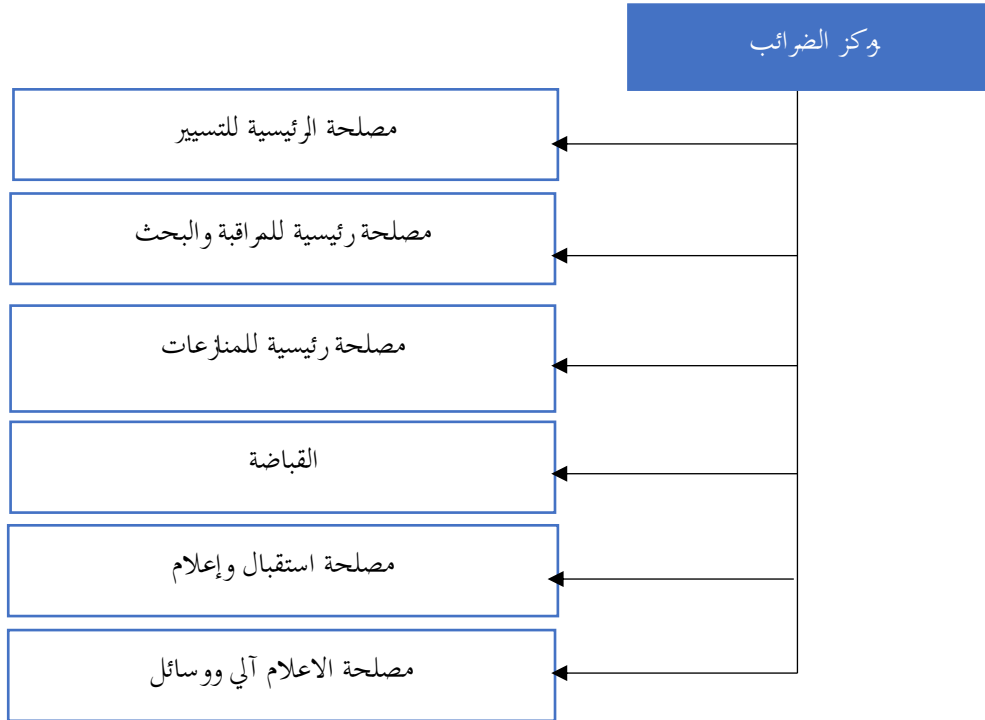 مركز الضرائب
مصلحة الرئيسية للتسيير
مصلحة رئيسية للمراقبة والبحث
مصلحة رئيسية للمنازعات
القباضة
مصلحة استقبال وإعلام
مصلحة الاعلام آلي ووسائل